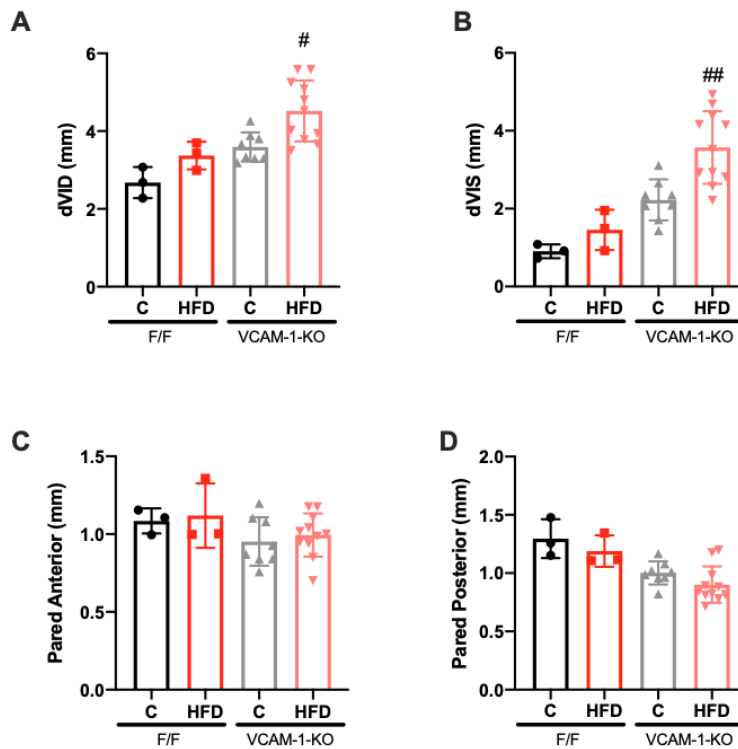 A
#
dVID (mm)
6
4
2
0
C HFD C HFD
F/F VCAM-1-KO
B
##
dVIS (mm)
6
4
2
0
C HFD C HFD
F/F VCAM-1-KO
C
Pared Anterior (mm)
1.5
1.0
0.5
0.0
C HFD C HFD
F/F VCAM-1-KO
D
Pared Posterior (mm)
2.0
1.5
1.0
0.5
0.0
C HFD C HFD
F/F VCAM-1-KO